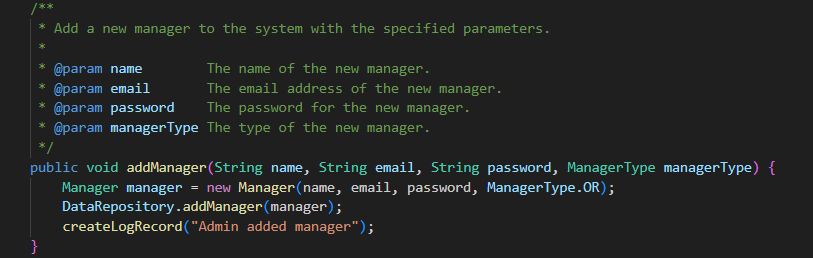 /**
 * Add a new manager to the system with the specified parameters.
 *
 * @param name        The name of the new manager.
 * @param email       The email address of the new manager.
 * @param password    The password for the new manager.
 * @param managerType The type of the new manager.
 */
public void addManager(String name, String email, String password, ManagerType managerType) {
    Manager manager = new Manager(name, email, password, ManagerType.OR);
    DataRepository.addManager(manager);
    createLogRecord("Admin added manager");
}